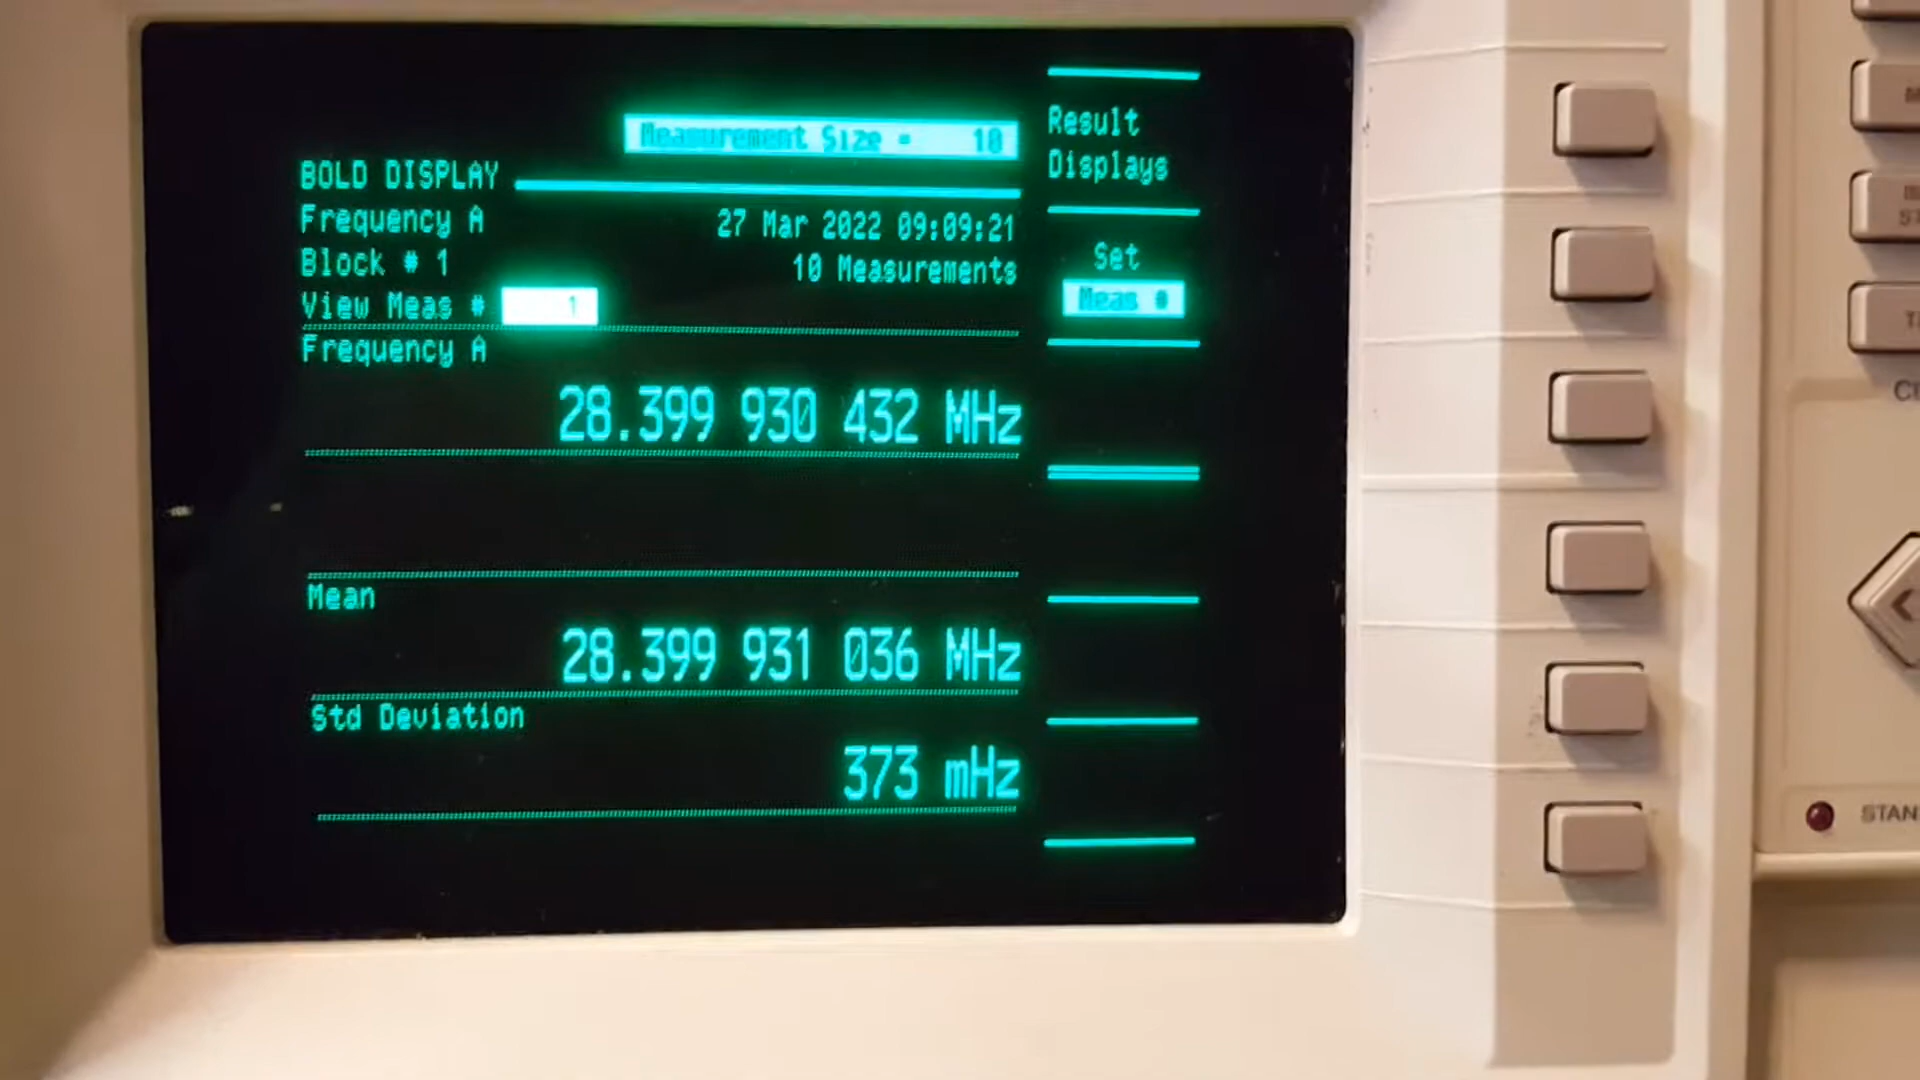 Measurement Size = 10
Result
Displays
BOLD DISPLAY
Frequency A
27 Mar 2022 09:09:21
Set
Block # 1
10 Measurements
View Meas # 1
Meas #
Frequency A
28.399 930 432 MHz
Mean
28.399 931 036 MHz
Std Deviation
373 mHz
STAN